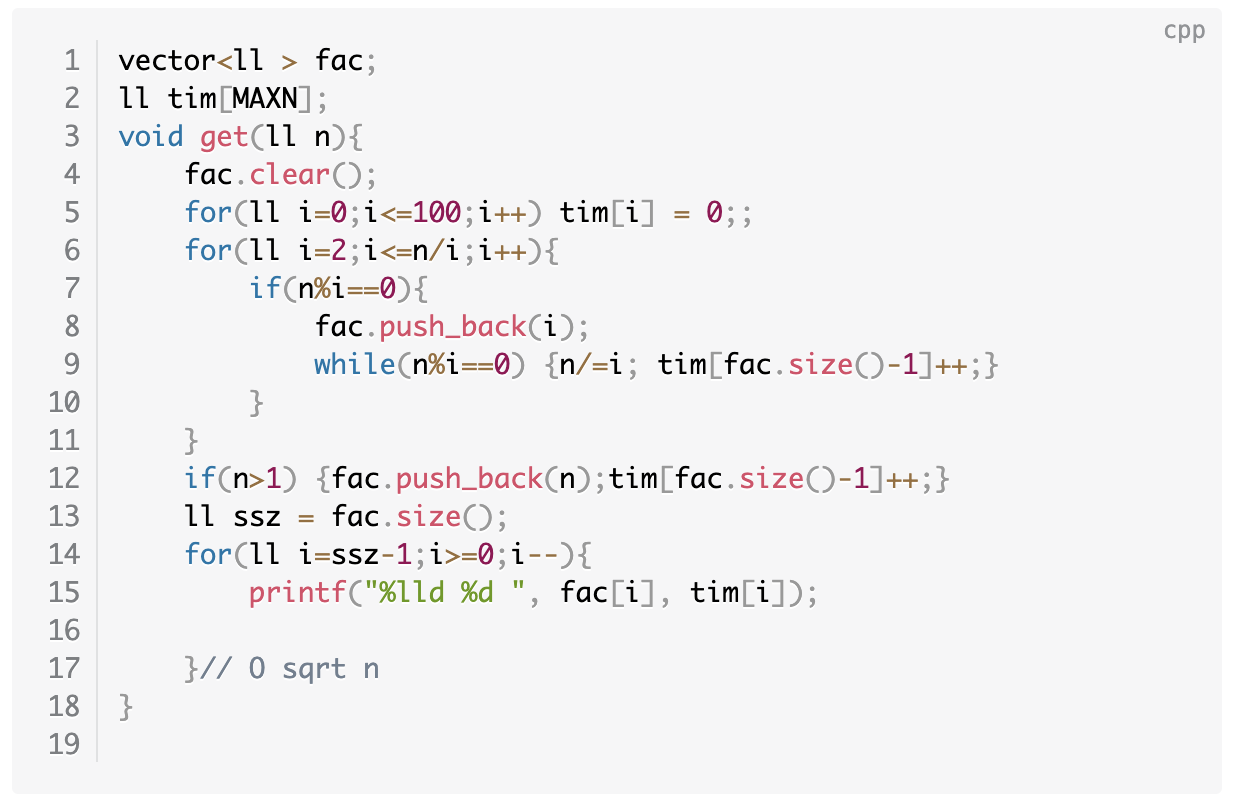 cpp
1 vector<ll > fac;
2 ll tim[MAXN];
3 void get(ll n){
4     fac.clear();
5     for(ll i=0;i<=100;i++) tim[i] = 0;;
6     for(ll i=2;i<=n/i;i++){
7         if(n%i==0){
8             fac.push_back(i);
9             while(n%i==0) {n/=i; tim[fac.size()-1]++;}
10         }
11     }
12     if(n>1) {fac.push_back(n);tim[fac.size()-1]++;}
13     ll ssz = fac.size();
14     for(ll i=ssz-1;i>=0;i--){
15         printf("%lld %d ", fac[i], tim[i]);
16
17     }// O sqrt n
18 }
19